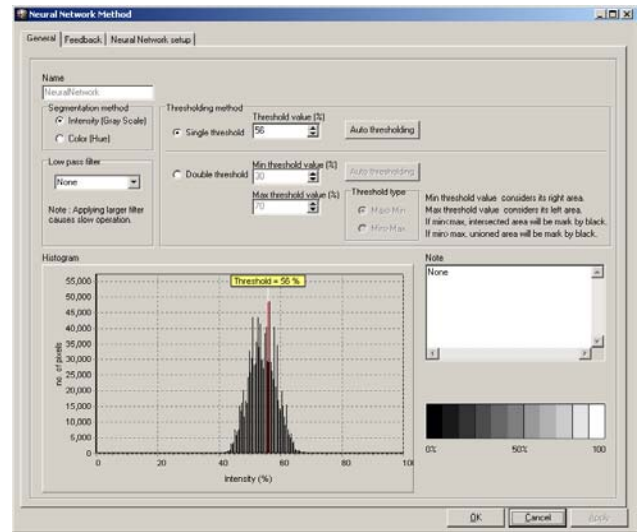 Neural Network Method
General
Feedback
Neural Network setup
Name
NeuralNetwork
Segmentation method
Intensity (Gray Scale)
Color (Hue)
Low pass filter
None
Note : Applying larger filter
causes slow operation.
Thresholding method
Single threshold
Threshold value (%)
56
Auto thresholding
Double threshold
Min threshold value (%)
30
Auto thresholding
Max threshold value (%)
70
Threshold type
Max>Min
Min>Max
Min threshold value considers its right area.
Max threshold value considers its left area.
If min<max, intersected area will be mark by black.
If min>max, unioned area will be mark by black.
Histogram
Threshold = 56 %
55,000
50,000
45,000
40,000
35,000
30,000
25,000
20,000
15,000
10,000
5,000
0
no. of pixels
0
20
40
60
80
100
Intensity (%)
Note
None
0%
50%
100
OK
Cancel
Apply